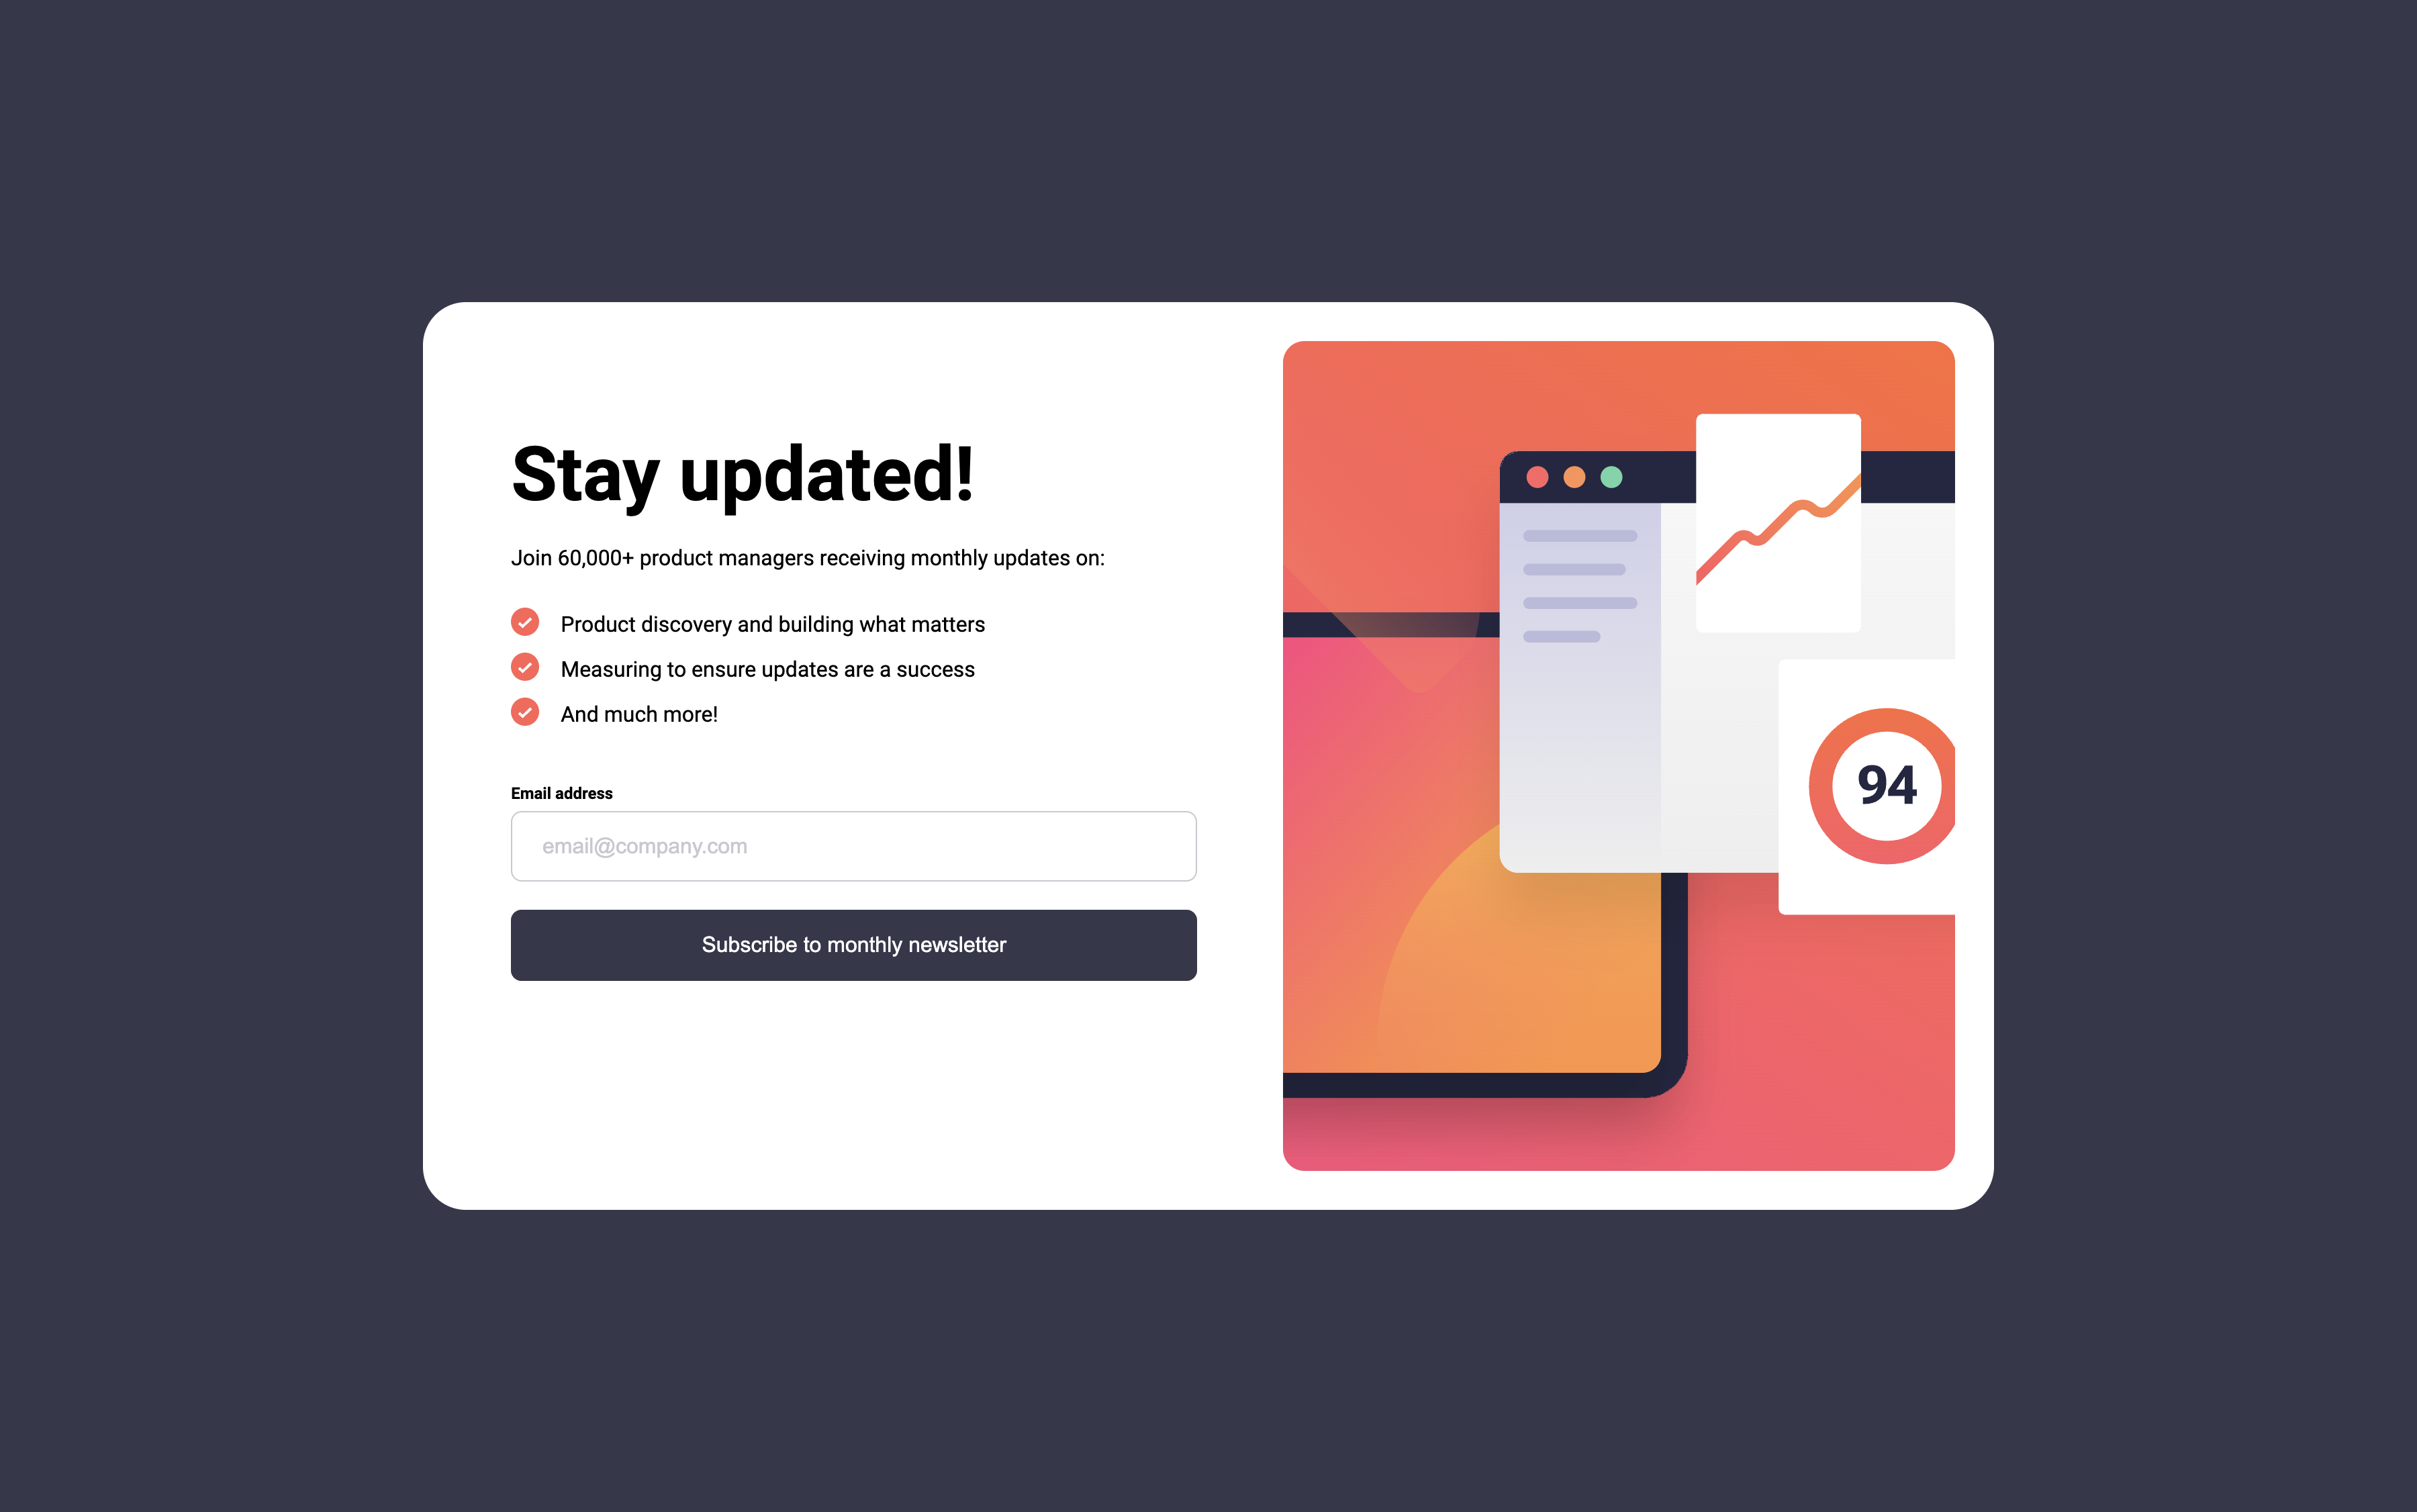 Stay updated!
Join 60,000+ product managers receiving monthly updates on:
Product discovery and building what matters
Measuring to ensure updates are a success
And much more!
Email address
email@company.com
Subscribe to monthly newsletter
94